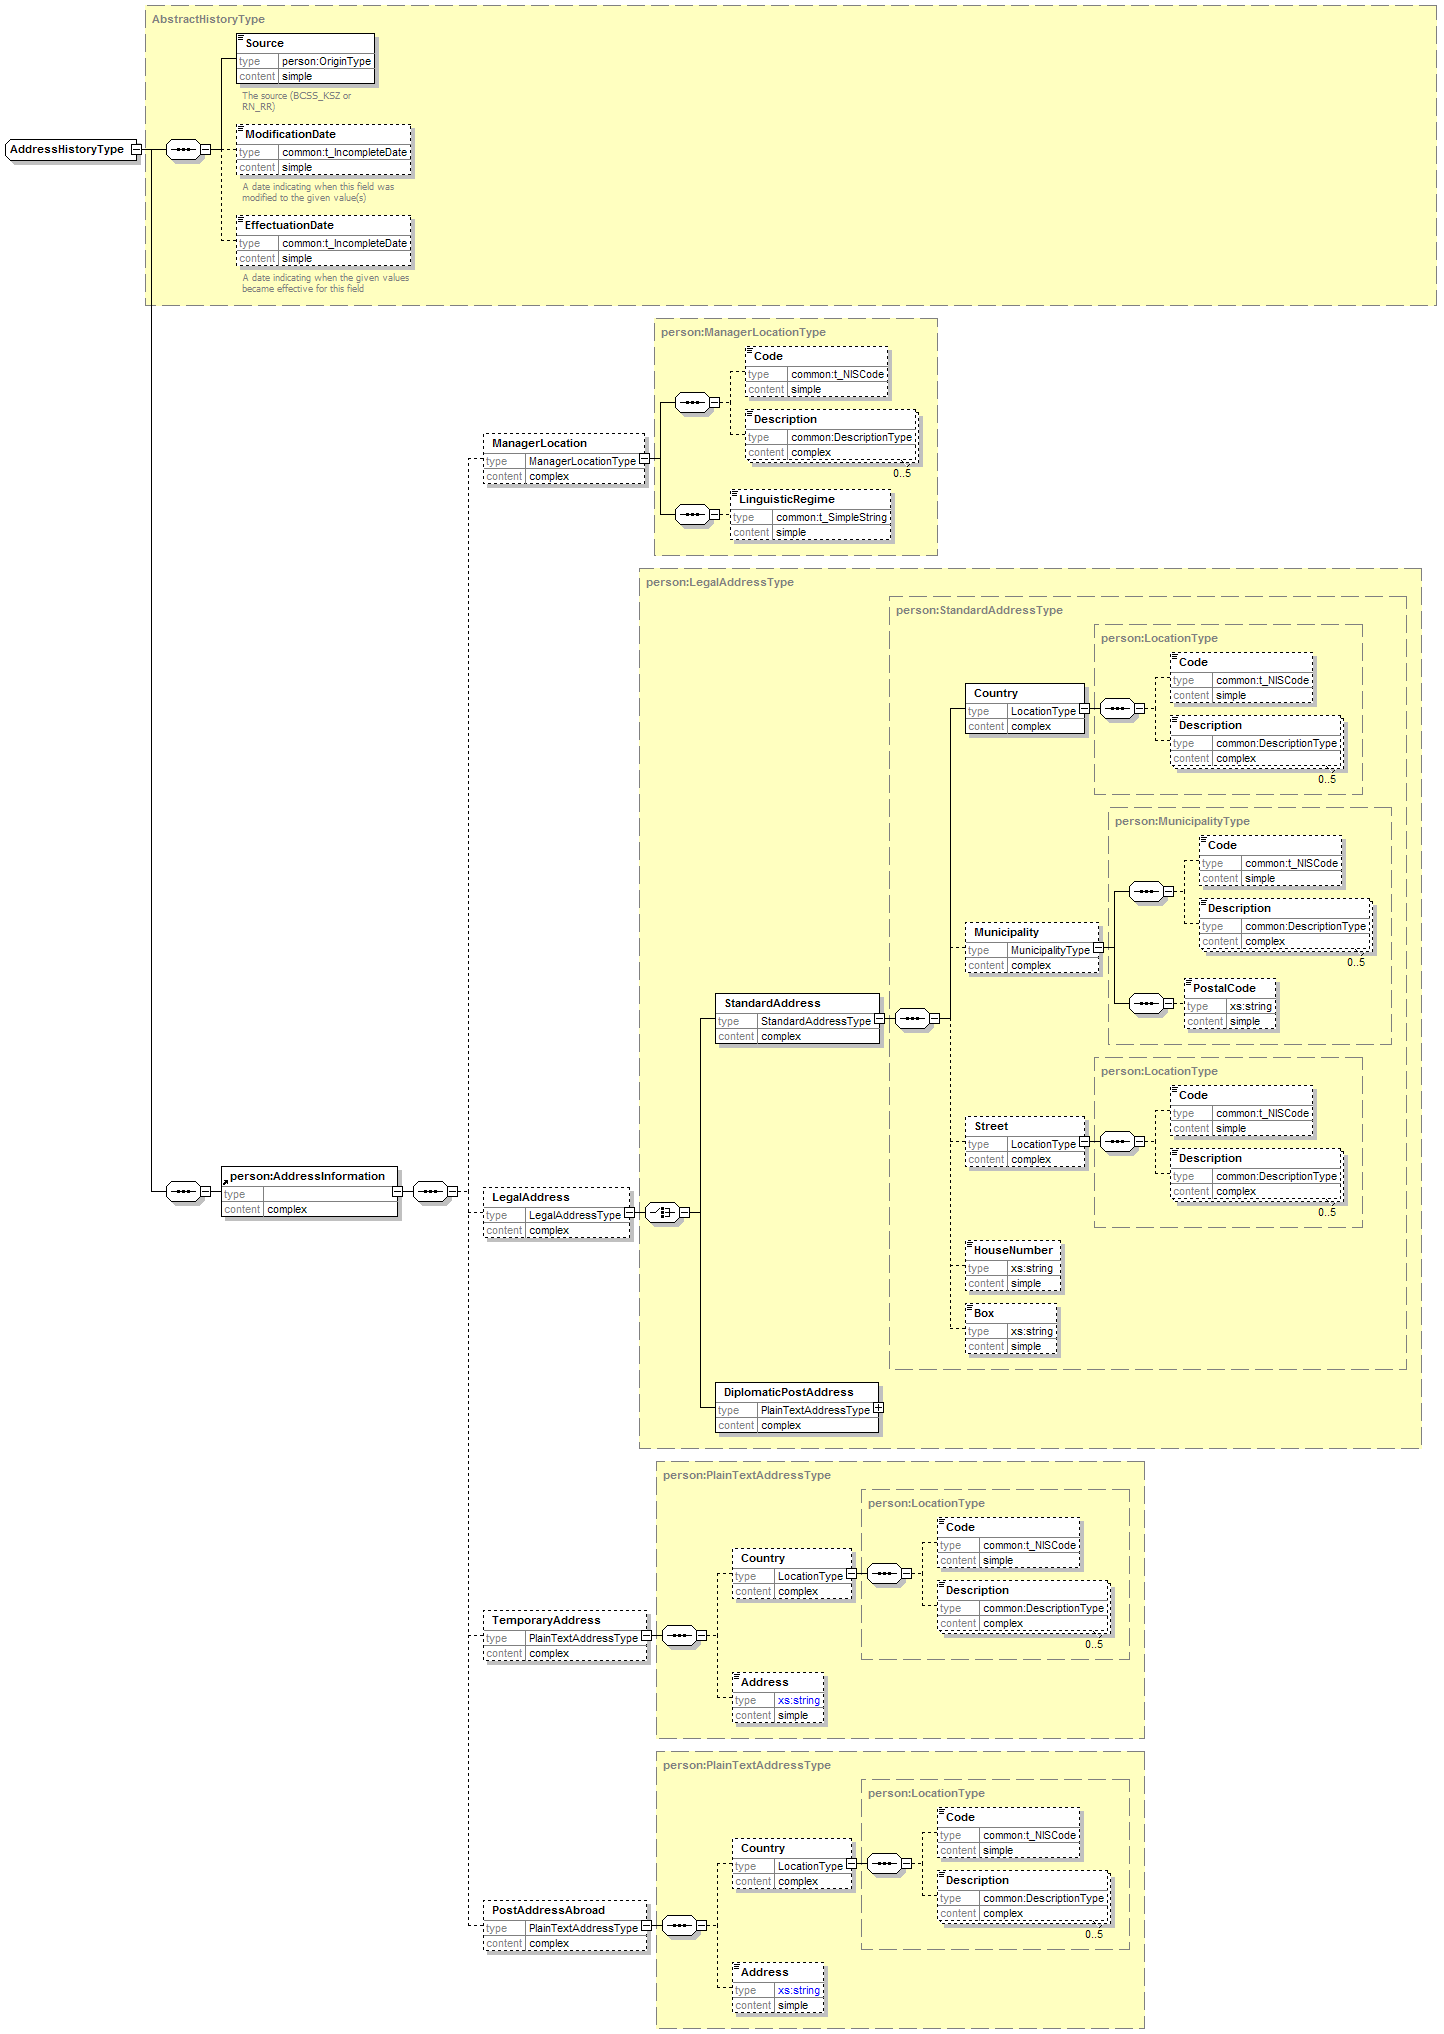 AbstractHistoryType
Source
type person:OriginType
content simple
The source (BCSS_KSZ or
RN_RR)
AddressHistoryType
ModificationDate
type common:t_IncompleteDate
content simple
A date indicating when this field was
modified to the given value(s)
EffectuationDate
type common:t_IncompleteDate
content simple
A date indicating when the given values
became effective for this field
person:ManagerLocationType
Code
type common:t_NISCode
content simple
Description
type common:DescriptionType
content complex
0..5
ManagerLocation
type ManagerLocationType
content complex
LinguisticRegime
type common:t_SimpleString
content simple
person:LegalAddressType
person:StandardAddressType
person:LocationType
Code
type common:t_NISCode
content simple
Country
type LocationType
content complex
Description
type common:DescriptionType
content complex
0..5
person:MunicipalityType
Code
type common:t_NISCode
content simple
Description
type common:DescriptionType
content complex
0..5
Municipality
type MunicipalityType
content complex
PostalCode
type xs:string
content simple
StandardAddress
type StandardAddressType
content complex
person:LocationType
Code
type common:t_NISCode
content simple
Street
type LocationType
content complex
Description
type common:DescriptionType
content complex
0..5
person:AddressInformation
type
content complex
LegalAddress
type LegalAddressType
content complex
HouseNumber
type xs:string
content simple
Box
type xs:string
content simple
DiplomaticPostAddress
type PlainTextAddressType
content complex
person:PlainTextAddressType
person:LocationType
Code
type common:t_NISCode
content simple
Country
type LocationType
content complex
Description
type common:DescriptionType
content complex
0..5
TemporaryAddress
type PlainTextAddressType
content complex
Address
type xs:string
content simple
person:PlainTextAddressType
person:LocationType
Code
type common:t_NISCode
content simple
Country
type LocationType
content complex
Description
type common:DescriptionType
content complex
0..5
PostAddressAbroad
type PlainTextAddressType
content complex
Address
type xs:string
content simple